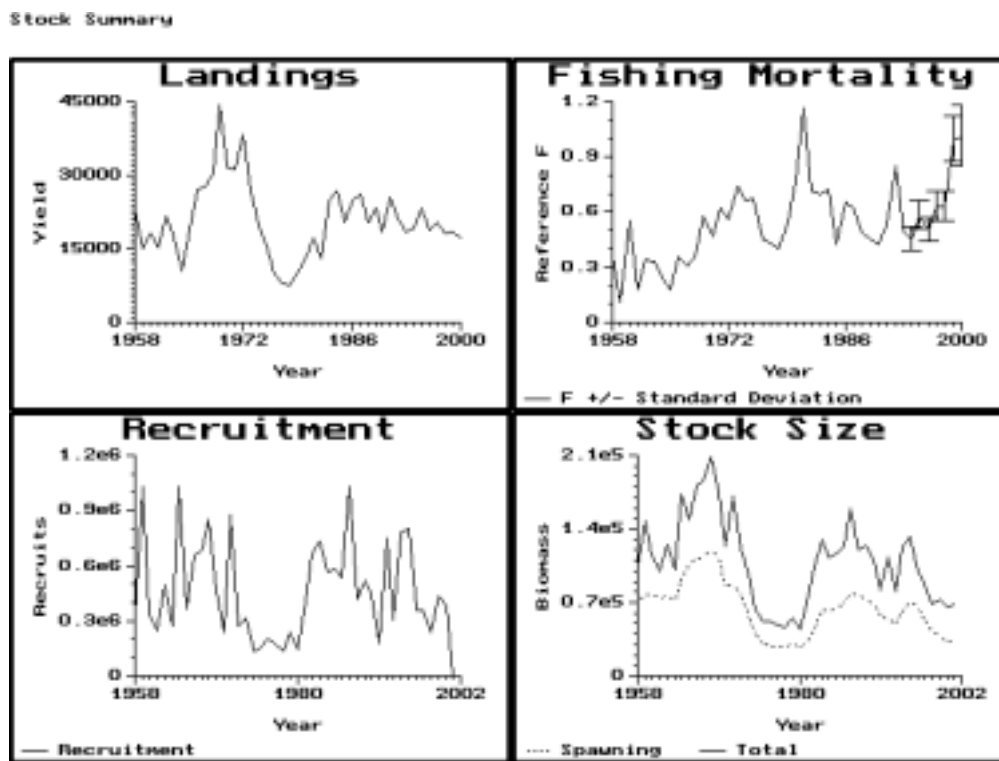 Stock Summary
Landings
45000
30000
15000
0
Yield
1958 1972 1986 2000
Year
Fishing Mortality
1.2
0.9
0.6
0.3
0
Reference F
1958 1972 1986 2000
Year
— F +/- Standard Deviation
Recruitment
1.2e6
0.9e6
0.6e6
0.3e6
0
Recruits
1958 1980 2002
Year
— Recruitment
Stock Size
2.1e5
1.4e5
0.7e5
0
Biomass
1958 1980 2002
Year
Spawning — Total